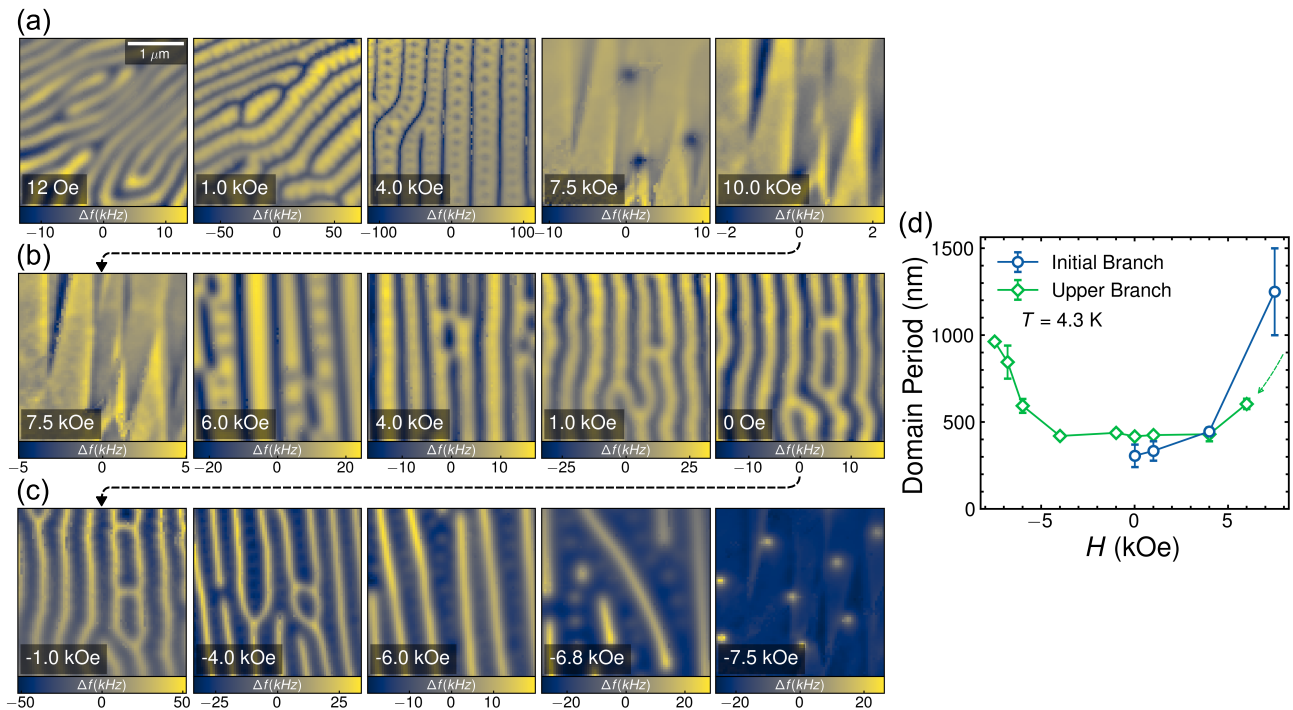 (a)
1 μm
12 Oe
1.0 kOe
4.0 kOe
7.5 kOe
10.0 kOe
Δf(kHz) Δf(kHz) Δf(kHz) Δf(kHz) Δf(kHz)
−10 0 10
−50 0 50
−100 0 100
−10 0 10
−2 0 2
(b)
7.5 kOe
6.0 kOe
4.0 kOe
1.0 kOe
0 Oe
Δf(kHz) Δf(kHz) Δf(kHz) Δf(kHz) Δf(kHz)
−5 0 5
−20 0 20
−10 0 10
−25 0 25
−10 0 10
(c)
-1.0 kOe
-4.0 kOe
-6.0 kOe
-6.8 kOe
-7.5 kOe
Δf(kHz) Δf(kHz) Δf(kHz) Δf(kHz) Δf(kHz)
−50 0 50
−25 0 25
−10 0 10
−20 0 20
−20 0 20
(d)
Domain Period (nm)
1500
1000
500
0
Initial Branch
Upper Branch
T = 4.3 K
−5 0 5
H (kOe)